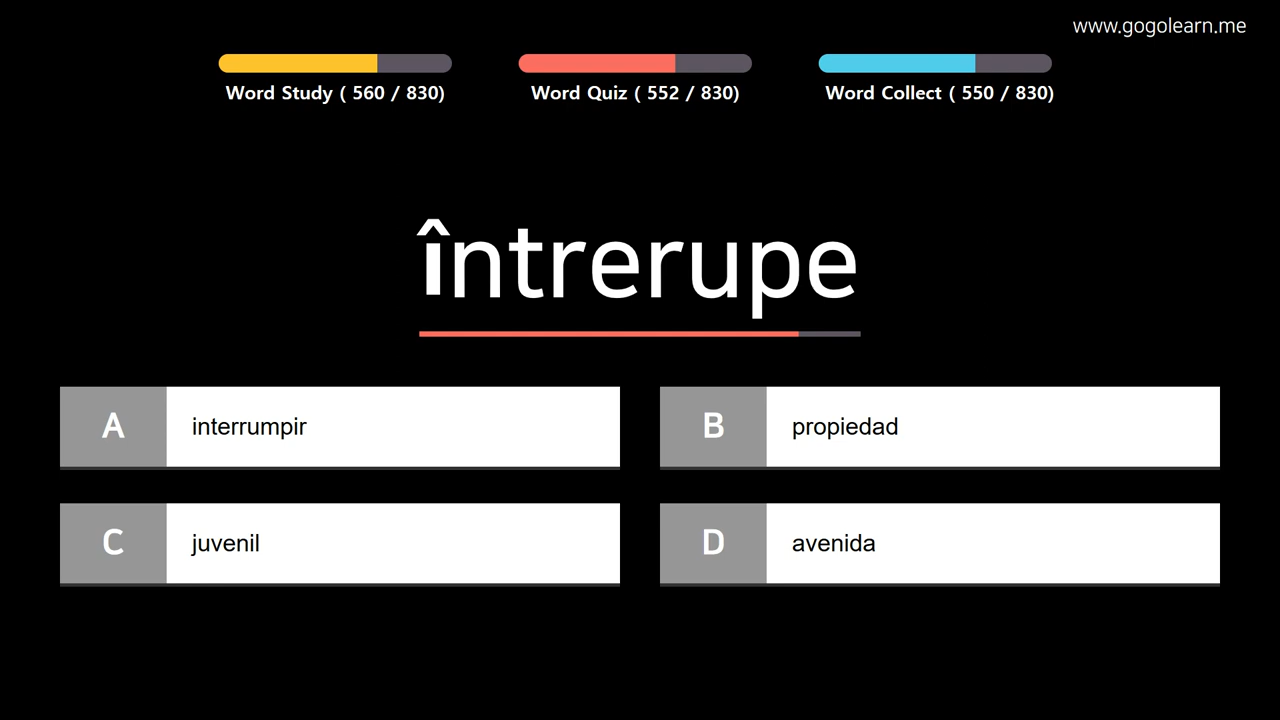 www.gogolearn.me
Word Study ( 560 / 830)
Word Quiz ( 552 / 830)
Word Collect ( 550 / 830)
întrerupe
A interrumpir
B propiedad
C juvenil
D avenida